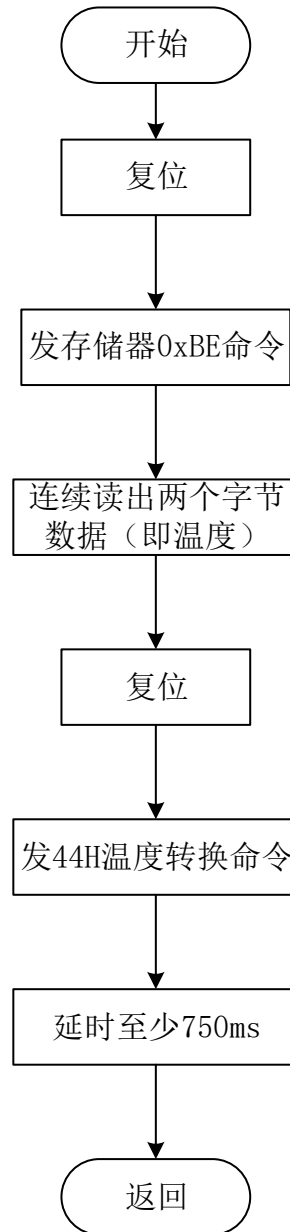 开始
复位
发存储器0xBE命令
连续读出两个字节
数据（即温度）
复位
发44H温度转换命令
延时至少750ms
返回